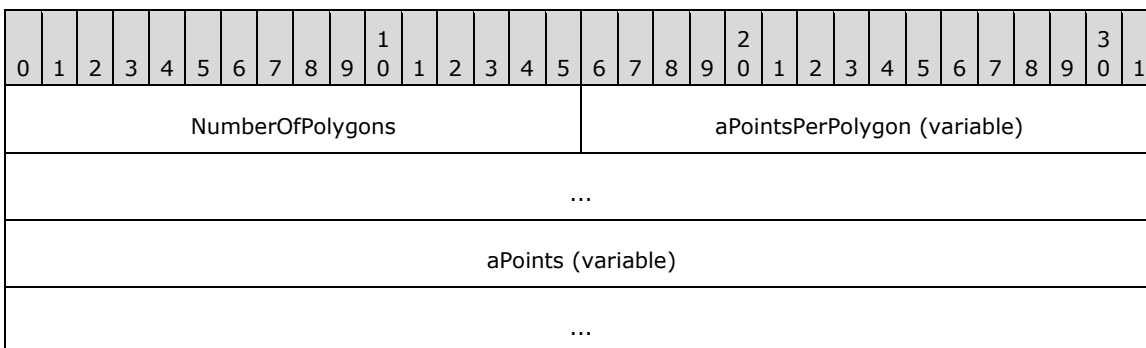 1 2 3
0 1 2 3 4 5 6 7 8 9 0 1 2 3 4 5 6 7 8 9 0 1 2 3 4 5 6 7 8 9 0 1
NumberOfPolygons aPointsPerPolygon (variable)
...
aPoints (variable)
...